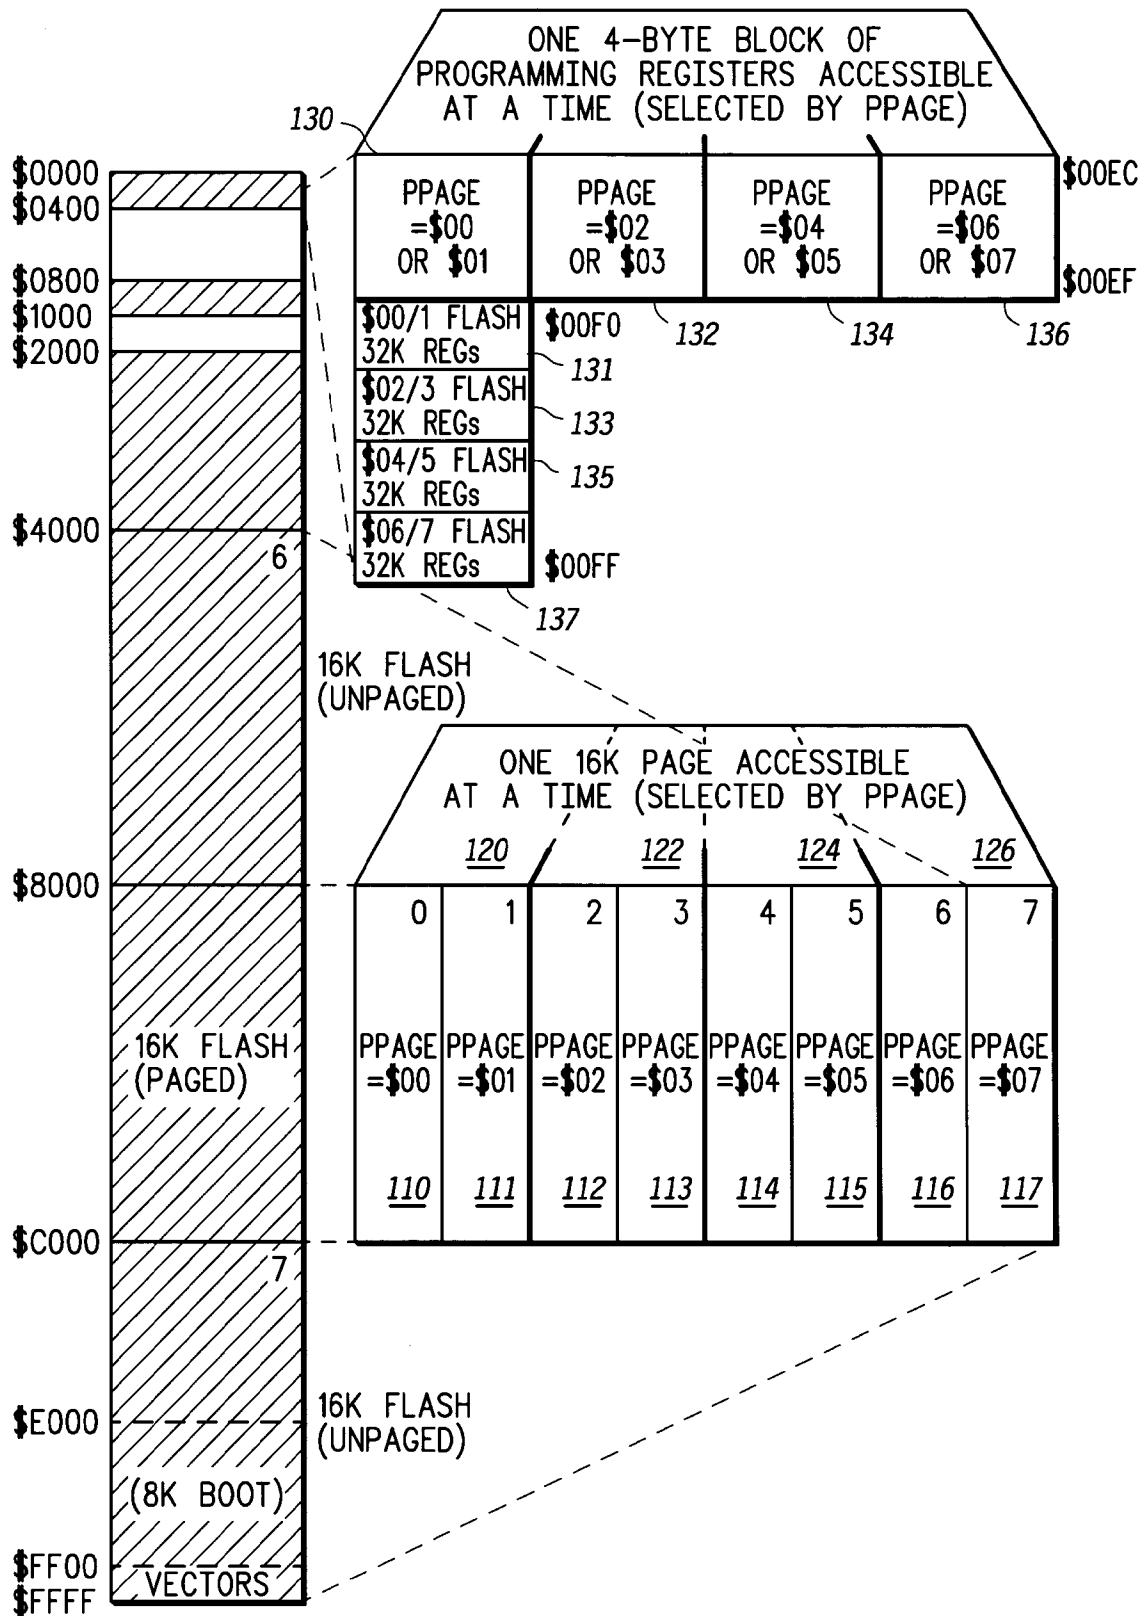 ONE 4-BYTE BLOCK OF
PROGRAMMING REGISTERS ACCESSIBLE
AT A TIME (SELECTED BY PPAGE)
130
$0000
$0400
$0800
$1000
$2000
$4000
$8000
$C000
$E000
$FF00
$FFFF
PPAGE
=$00
OR $01
PPAGE
=$02
OR $03
PPAGE
=$04
OR $05
PPAGE
=$06
OR $07
$00EC
$00EF
132
134
136
$00/1 FLASH
32K REGs
$00F0
131
$02/3 FLASH
32K REGs
133
$04/5 FLASH
32K REGs
135
$06/7 FLASH
32K REGs
$00FF
137
6
16K FLASH
(UNPAGED)
ONE 16K PAGE ACCESSIBLE
AT A TIME (SELECTED BY PPAGE)
120
122
124
126
0 1 2 3 4 5 6 7
16K FLASH
(PAGED)
PPAGE PPAGE PPAGE PPAGE PPAGE PPAGE PPAGE PPAGE
=$00 =$01 =$02 =$03 =$04 =$05 =$06 =$07
110 111 112 113 114 115 116 117
7
16K FLASH
(UNPAGED)
(8K BOOT)
VECTORS